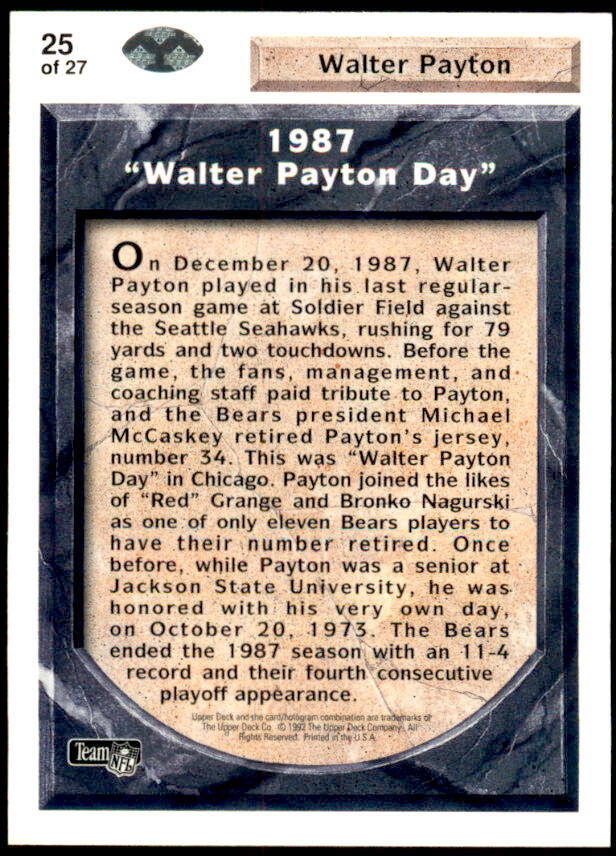 25
of 27
Walter Payton
1987
“Walter Payton Day”
On December 20, 1987, Walter
Payton played in his last regular-
season game at Soldier Field against
the Seattle Seahawks, rushing for 79
yards and two touchdowns. Before the
game, the fans, management, and
coaching staff paid tribute to Payton,
and the Bears president Michael
McCaskey retired Payton's jersey,
number 34. This was “Walter Payton
Day” in Chicago. Payton joined the likes
of “Red” Grange and Bronko Nagurski
as one of only eleven Bears players to
have their number retired. Once
before, while Payton was a senior at
Jackson State University, he was
honored with his very own day,
on October 20, 1973. The Bears
ended the 1987 season with an 11-4
record and their fourth consecutive
playoff appearance.
Upper Deck and the card/hologram combination are trademarks of
The Upper Deck Co. © 1992 The Upper Deck Company. All
Rights Reserved. Printed in the U.S.A.
Team
NFL